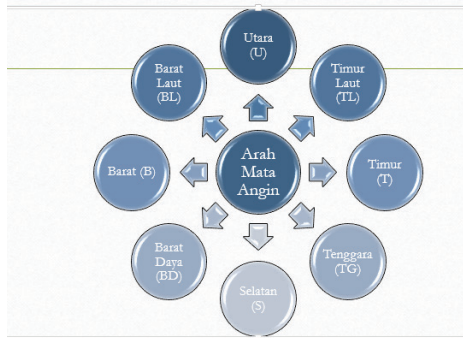 Utara
(U)
Timur
Laut
(TL)
Timur
(T)
Tenggara
(TG)
Selatan
(S)
Barat
Daya
(BD)
Barat (B)
Barat
Laut
(BL)
Arah
Mata
Angin